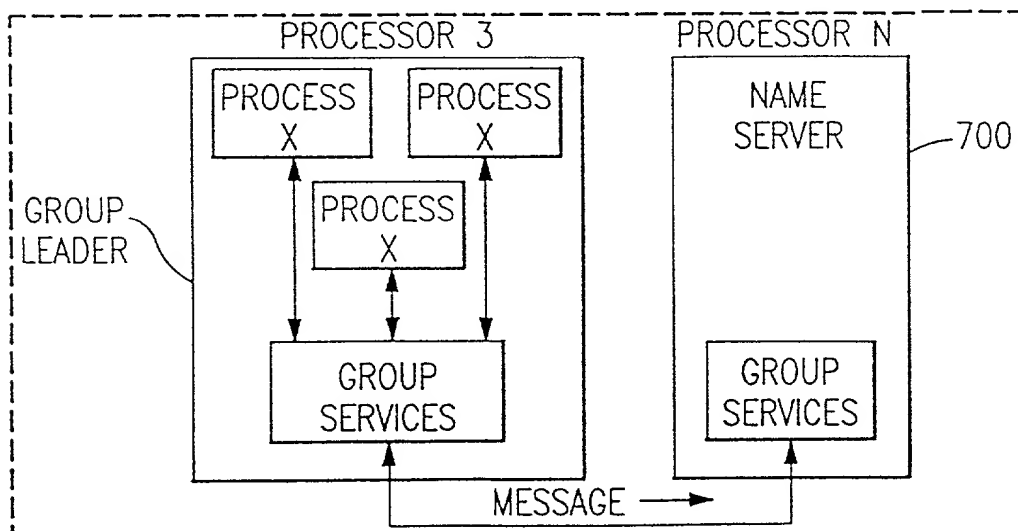 PROCESSOR 3
PROCESSOR N
PROCESS
X
PROCESS
X
PROCESS
X
NAME
SERVER
700
GROUP
LEADER
GROUP
SERVICES
GROUP
SERVICES
MESSAGE